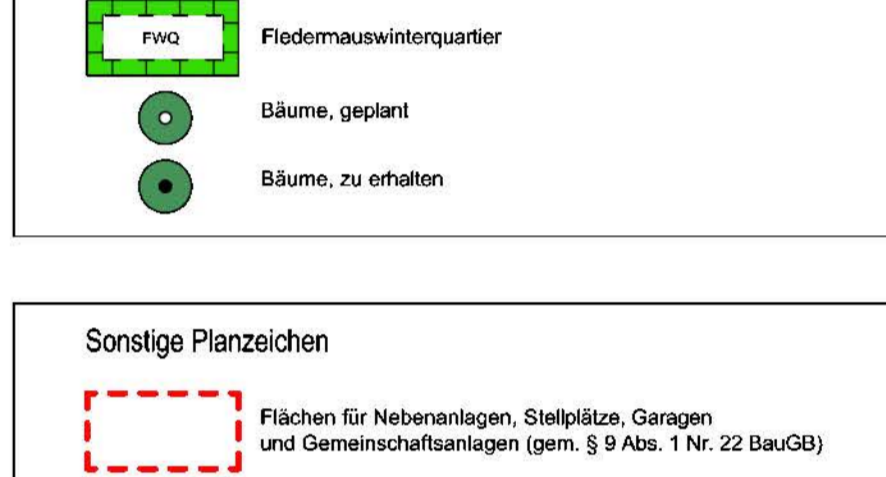 FWQ Fledermauswinterquartier
Bäume, geplant
Bäume, zu erhalten
Sonstige Planzeichen
Flächen für Nebenanlagen, Stellplätze, Garagen
und Gemeinschaftsanlagen (gem. § 9 Abs. 1 Nr. 22 BauGB)